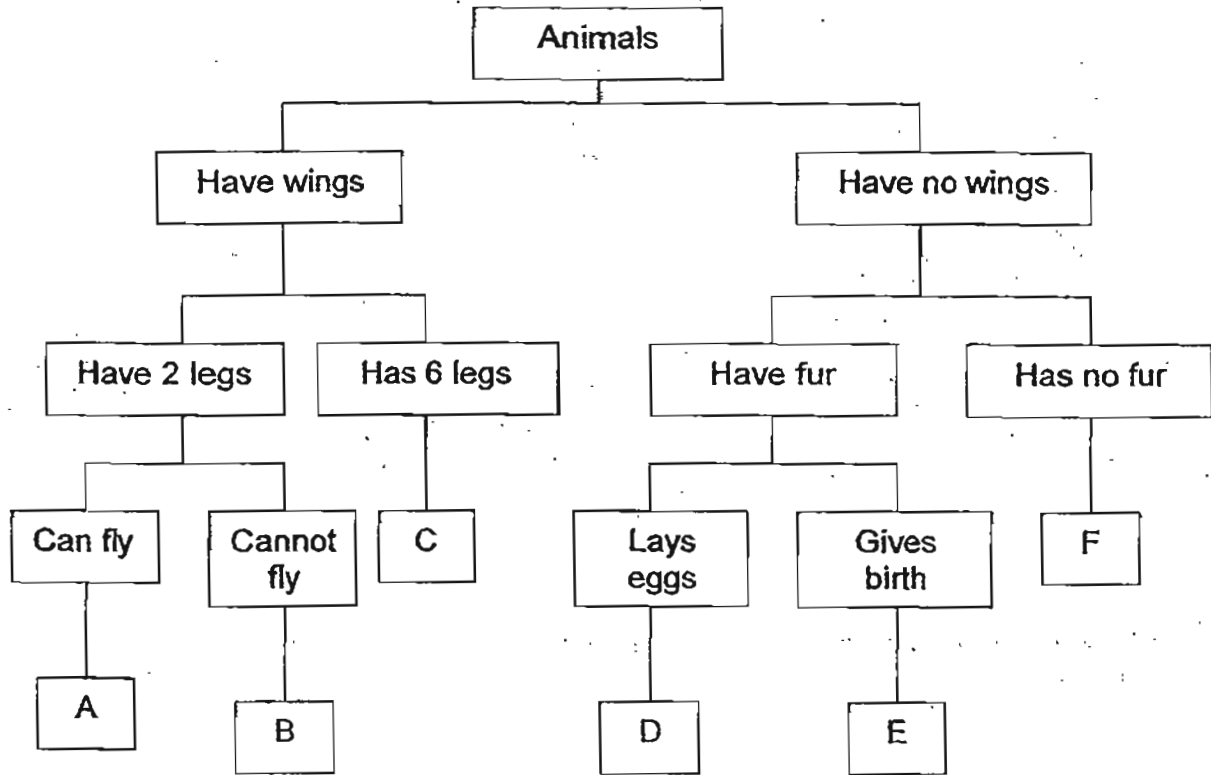 Animals
Have wings
Have no wings
Have 2 legs
Has 6 legs
Have fur
Has no fur
Can fly
Cannot
fly
C
Lays
eggs
Gives
birth
F
A
B
D
E